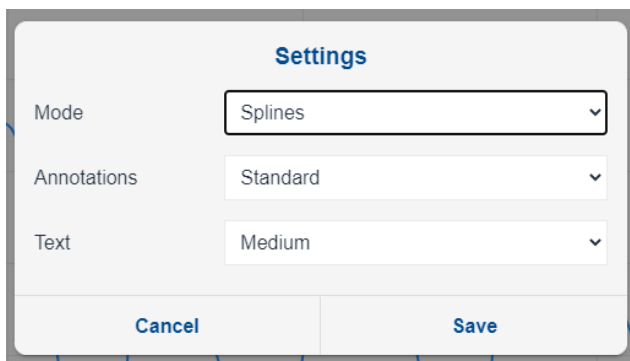 Settings
Mode Splines
Annotations Standard
Text Medium
Cancel Save